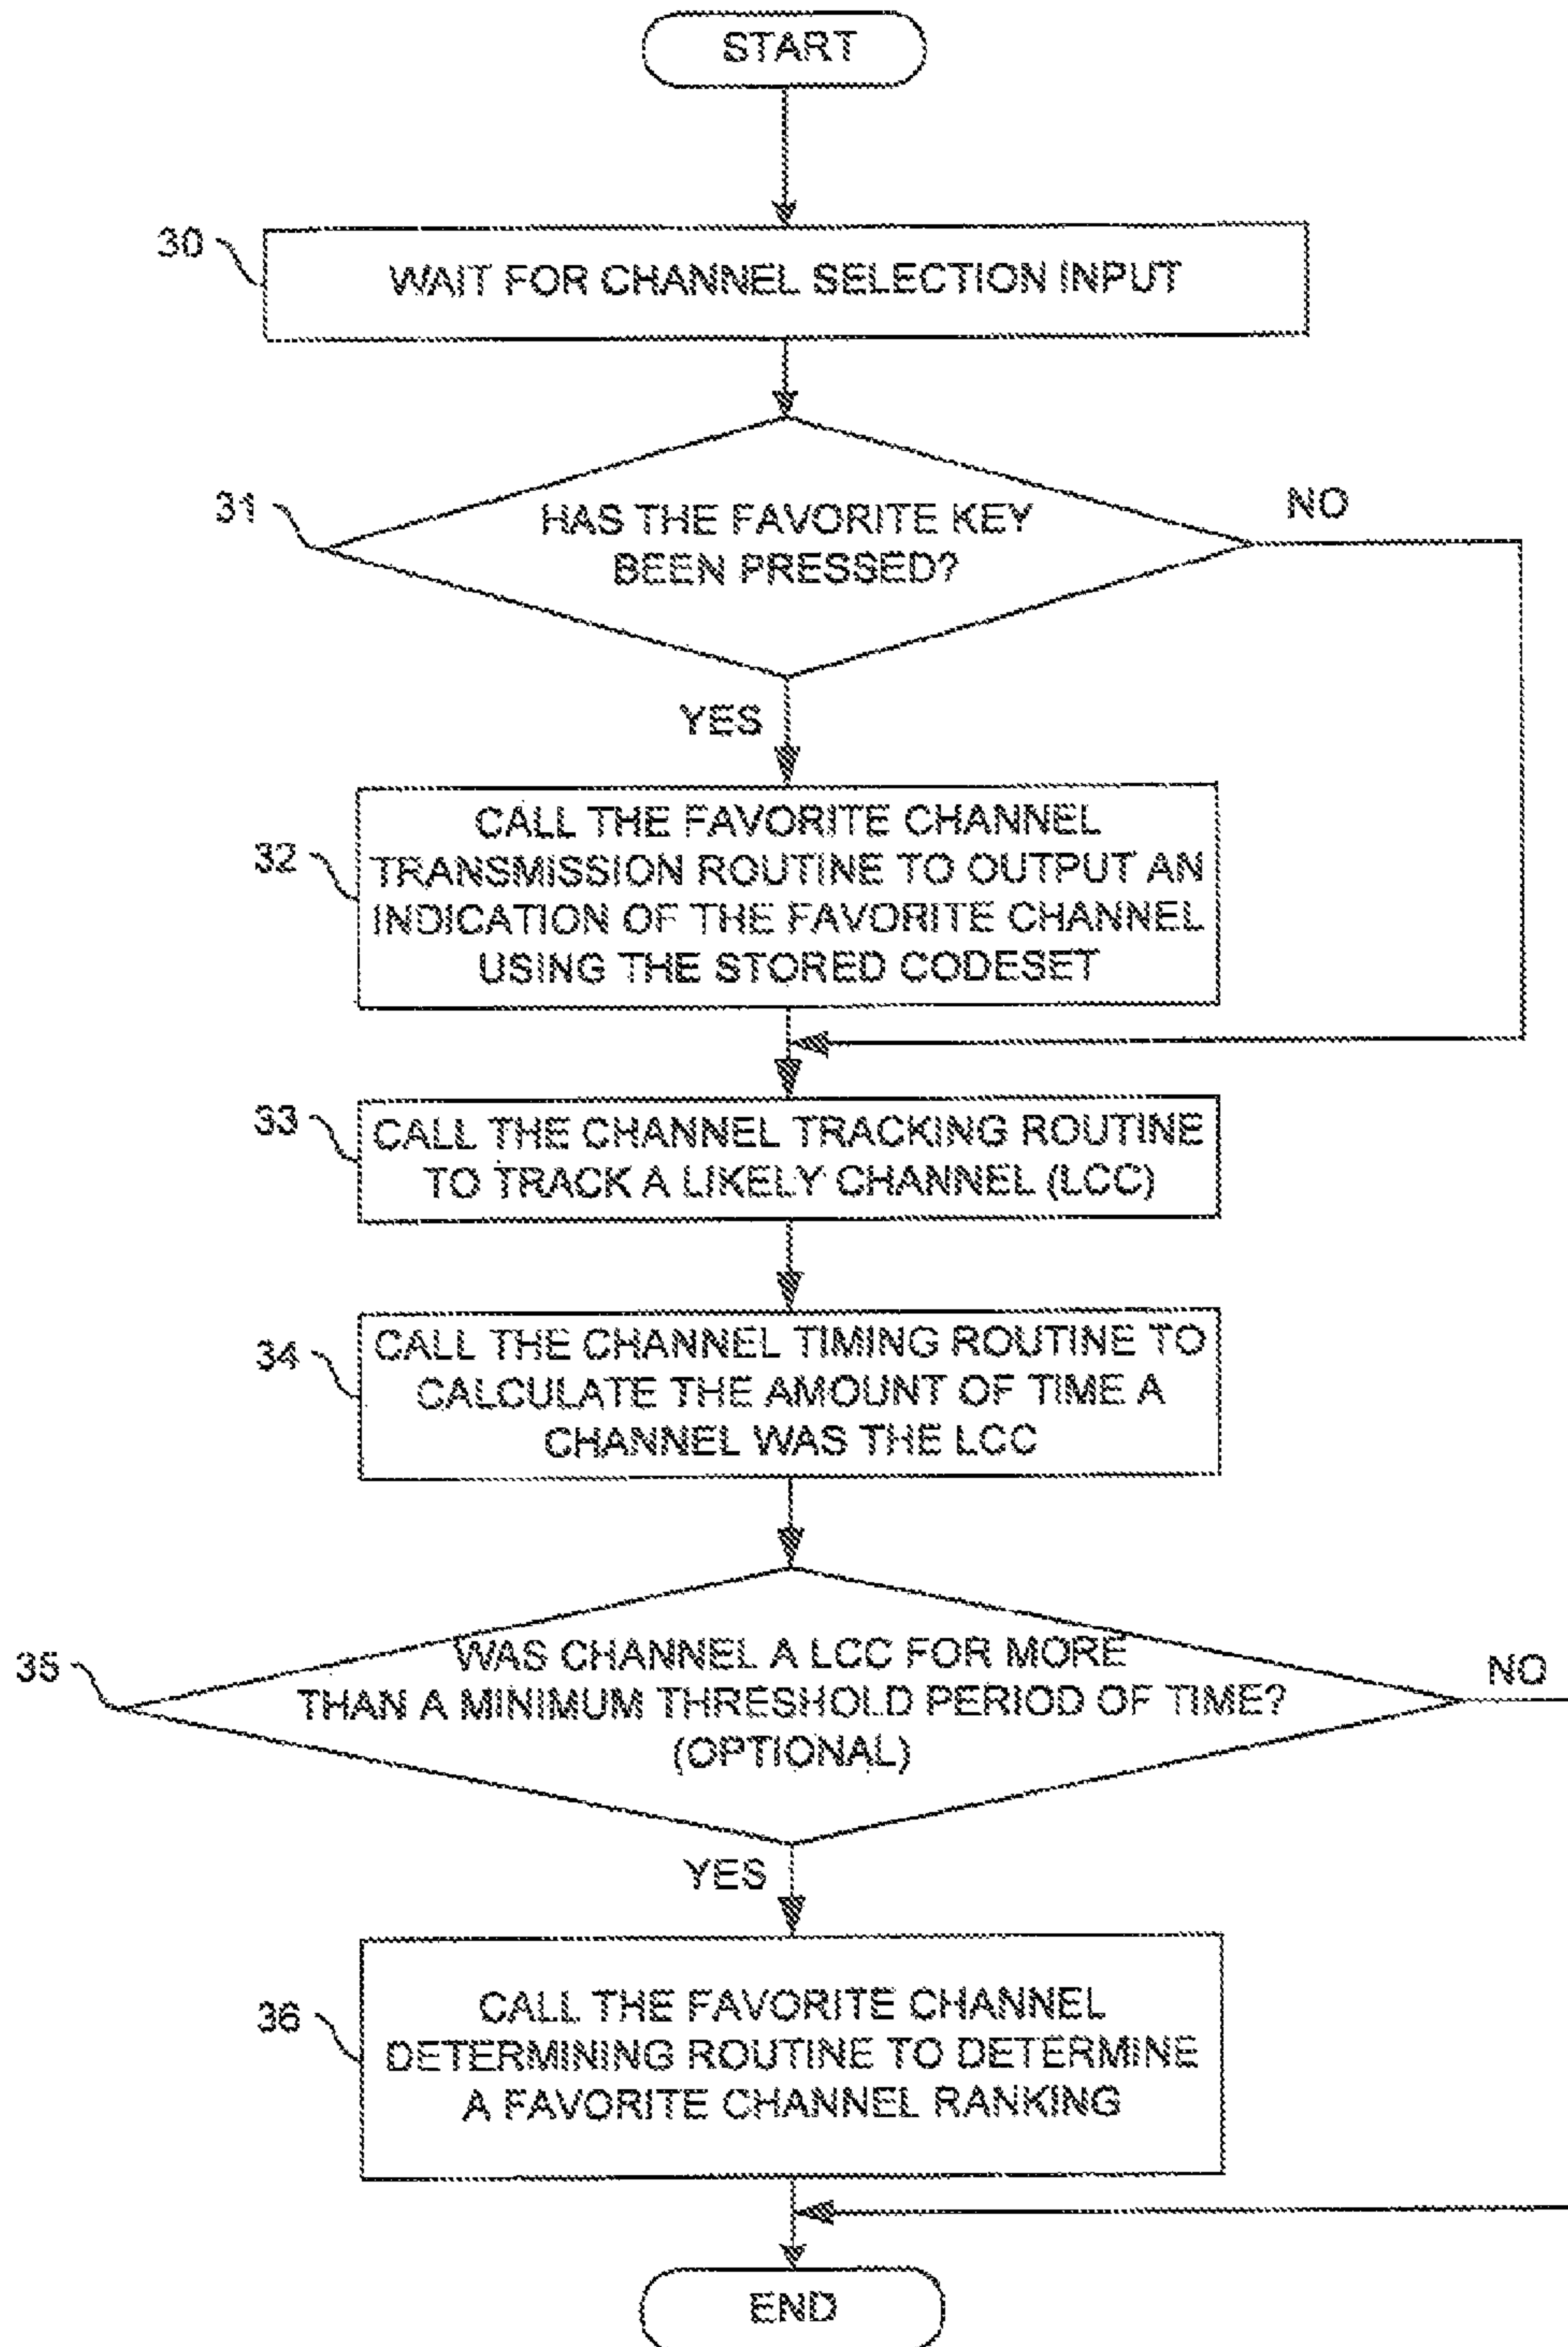 START
30
WAIT FOR CHANNEL SELECTION INPUT
31
HAS THE FAVORITE KEY
BEEN PRESSED?
NO
YES
32
CALL THE FAVORITE CHANNEL
TRANSMISSION ROUTINE TO OUTPUT AN
INDICATION OF THE FAVORITE CHANNEL
USING THE STORED CODESET
33
CALL THE CHANNEL TRACKING ROUTINE
TO TRACK A LIKELY CHANNEL (LCC)
34
CALL THE CHANNEL TIMING ROUTINE TO
CALCULATE THE AMOUNT OF TIME A
CHANNEL WAS THE LCC
35
WAS CHANNEL A LCC FOR MORE
THAN A MINIMUM THRESHOLD PERIOD OF TIME?
(OPTIONAL)
NO
YES
36
CALL THE FAVORITE CHANNEL
DETERMINING ROUTINE TO DETERMINE
A FAVORITE CHANNEL RANKING
END